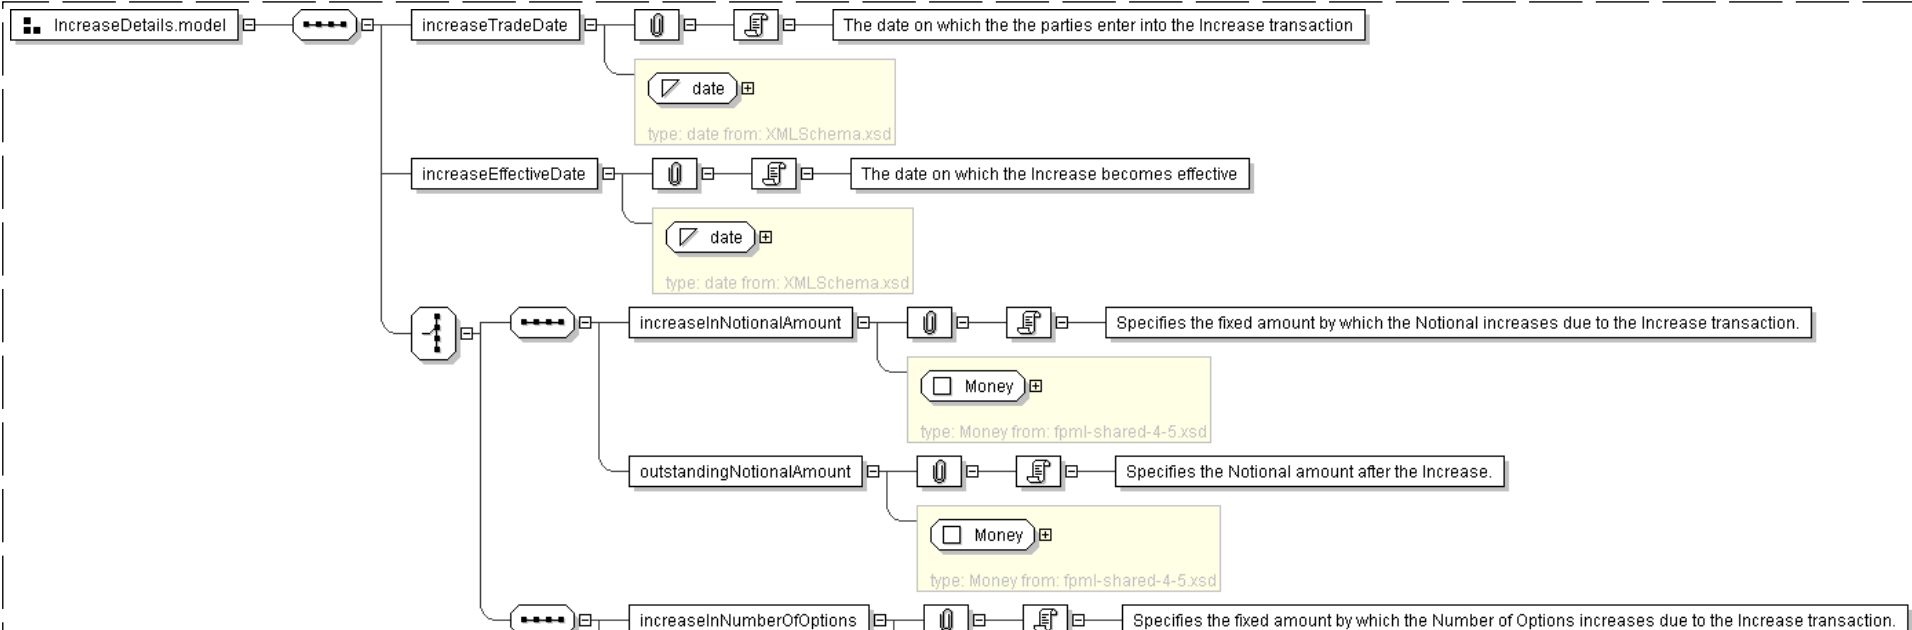 IncreaseDetails.model
increaseTradeDate
The date on which the the parties enter into the Increase transaction
date
type: date from: XMLSchema.xsd
increaseEffectiveDate
The date on which the Increase becomes effective
date
type: date from: XMLSchema.xsd
increaseInNotionalAmount
Specifies the fixed amount by which the Notional increases due to the Increase transaction.
Money
type: Money from: fpml-shared-4-5.xsd
outstandingNotionalAmount
Specifies the Notional amount after the Increase.
Money
type: Money from: fpml-shared-4-5.xsd
increaseInNumberOfOptions
Specifies the fixed amount by which the Number of Options increases due to the Increase transaction.